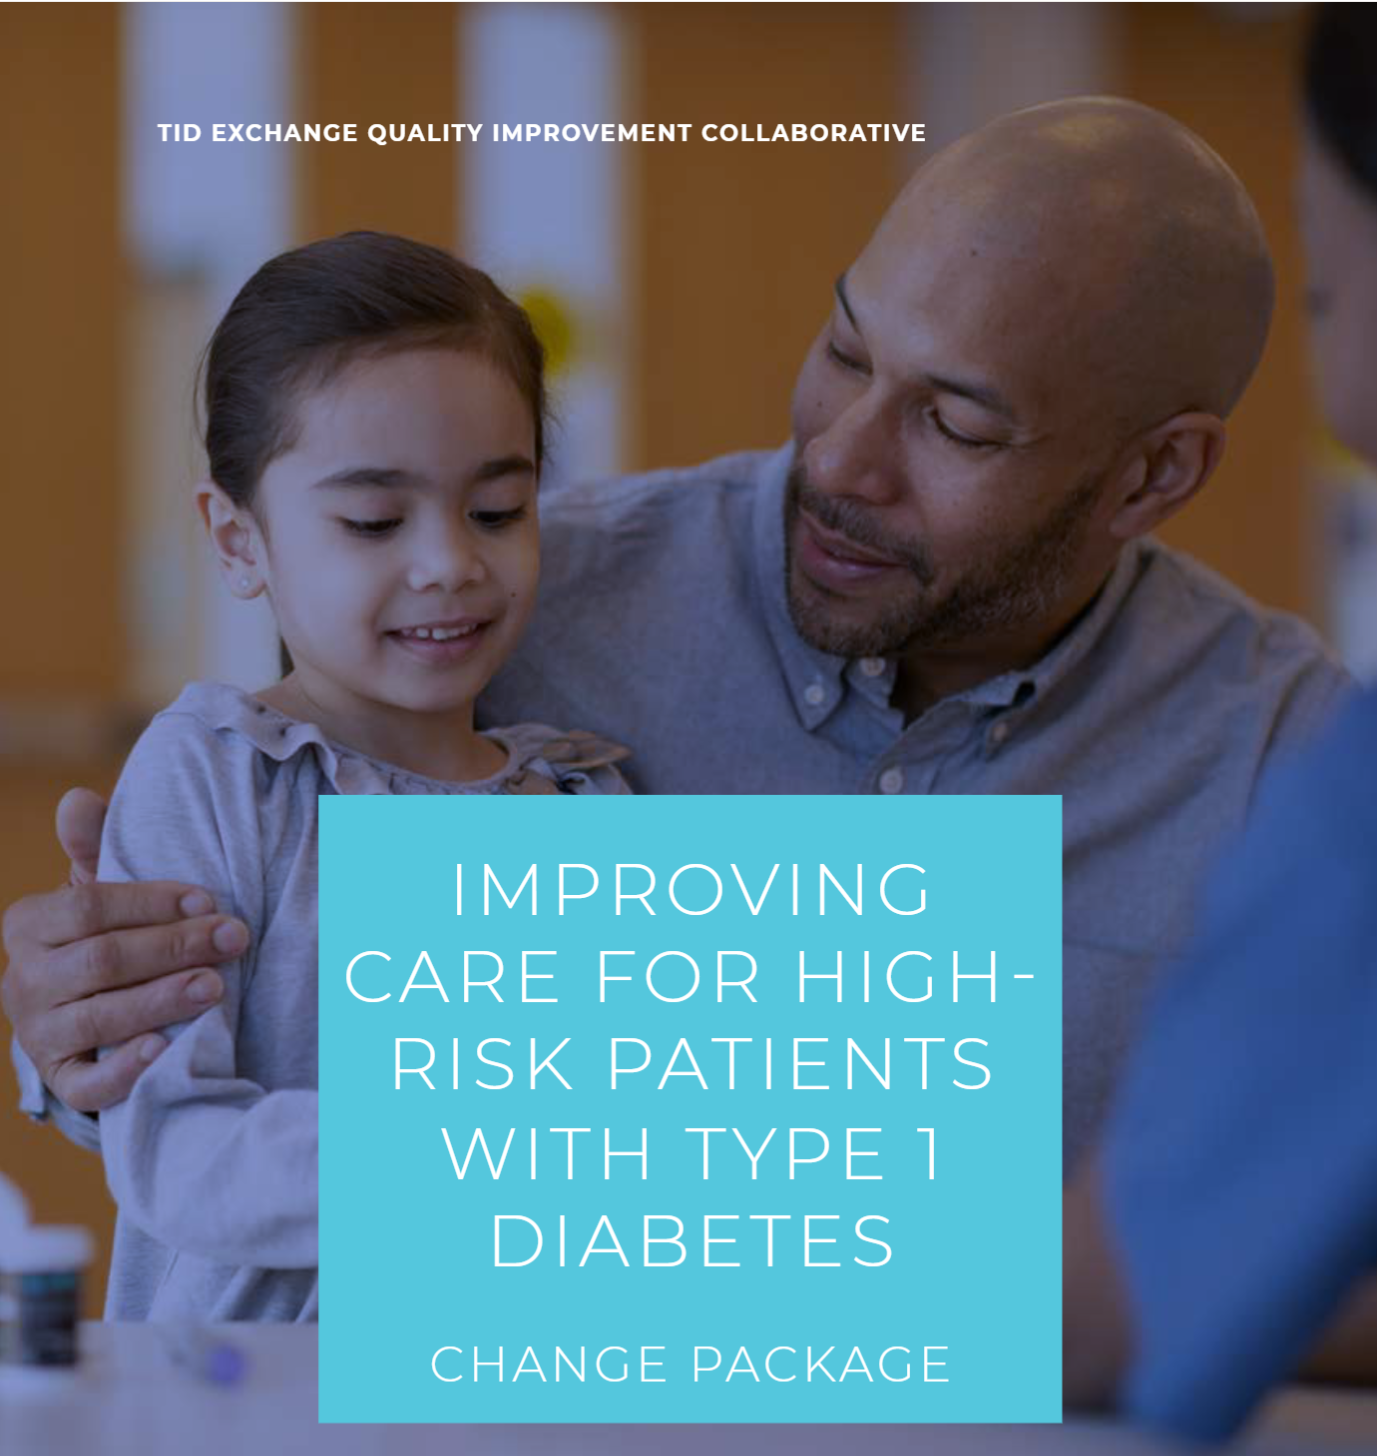 TID EXCHANGE QUALITY IMPROVEMENT COLLABORATIVE
IMPROVING
CARE FOR HIGH-
RISK PATIENTS
WITH TYPE 1
DIABETES
CHANGE PACKAGE